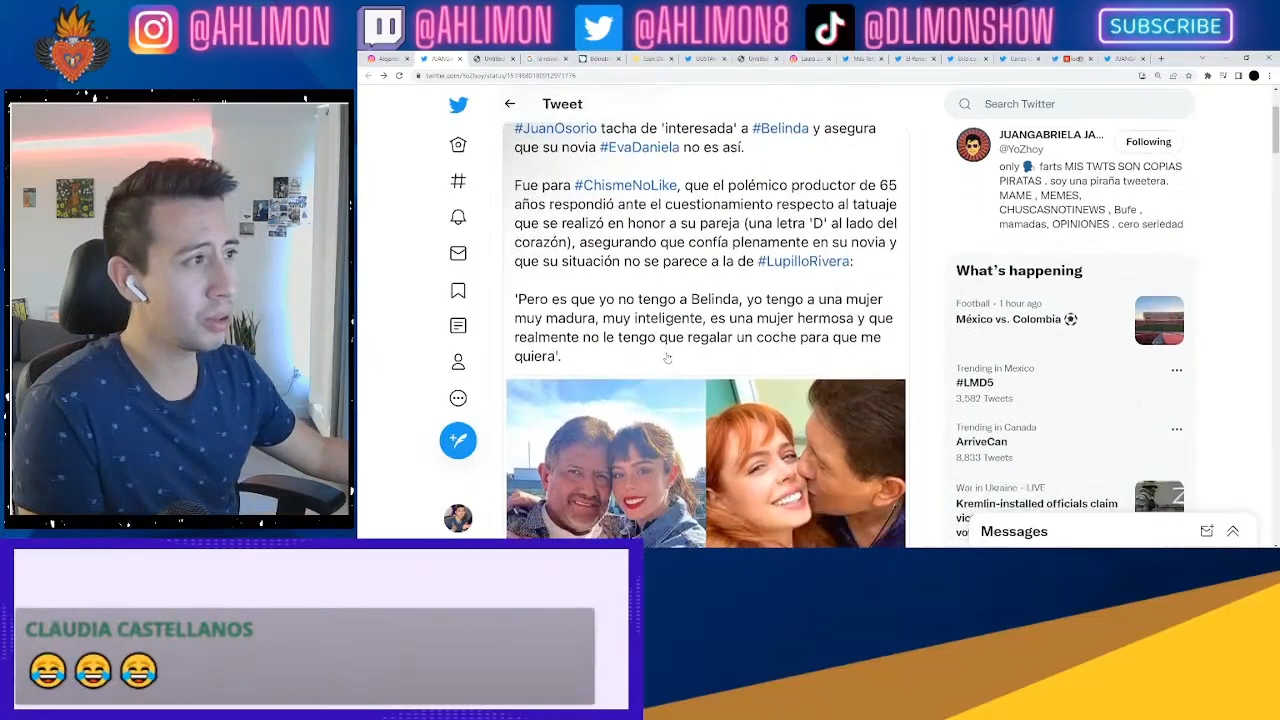 @AHLIMON
@AHLIMON
@AHLIMON8
@DLIMONSHOW
SUBSCRIBE
twitter.com/YoZhoy/status/
Tweet
Search Twitter
#JuanOsorio tacha de 'interesada' a #Belinda y asegura
que su novia #EvaDaniela no es así.
Fue para #ChismeNoLike, que el polémico productor de 65
años respondió ante el cuestionamiento respecto al tatuaje
que se realizó en honor a su pareja (una letra 'D' al lado del
corazón), asegurando que confía plenamente en su novia y
que su situación no se parece a la de #LupilloRivera:
'Pero es que yo no tengo a Belinda, yo tengo a una mujer
muy madura, muy inteligente, es una mujer hermosa y que
realmente no le tengo que regalar un coche para que me
quiera'.
JUANGABRIELA JA...
@YoZhoy
Following
only 🗣 farts MIS TWTS SON COPIAS
PIRATAS . soy una piraña tweetera.
MAME , MEMES,
CHUSCASNOTINEWS , Bufe ,
mamadas, OPINIONES . cero seriedad
What's happening
Football · 1 hour ago
México vs. Colombia ⚽
Trending in Mexico
#LMD5
3,582 Tweets
Trending in Canada
ArriveCan
8,833 Tweets
War in Ukraine · LIVE
Kremlin-installed officials claim
Messages
CLAUDIA CASTELLANOS
😂😂😂